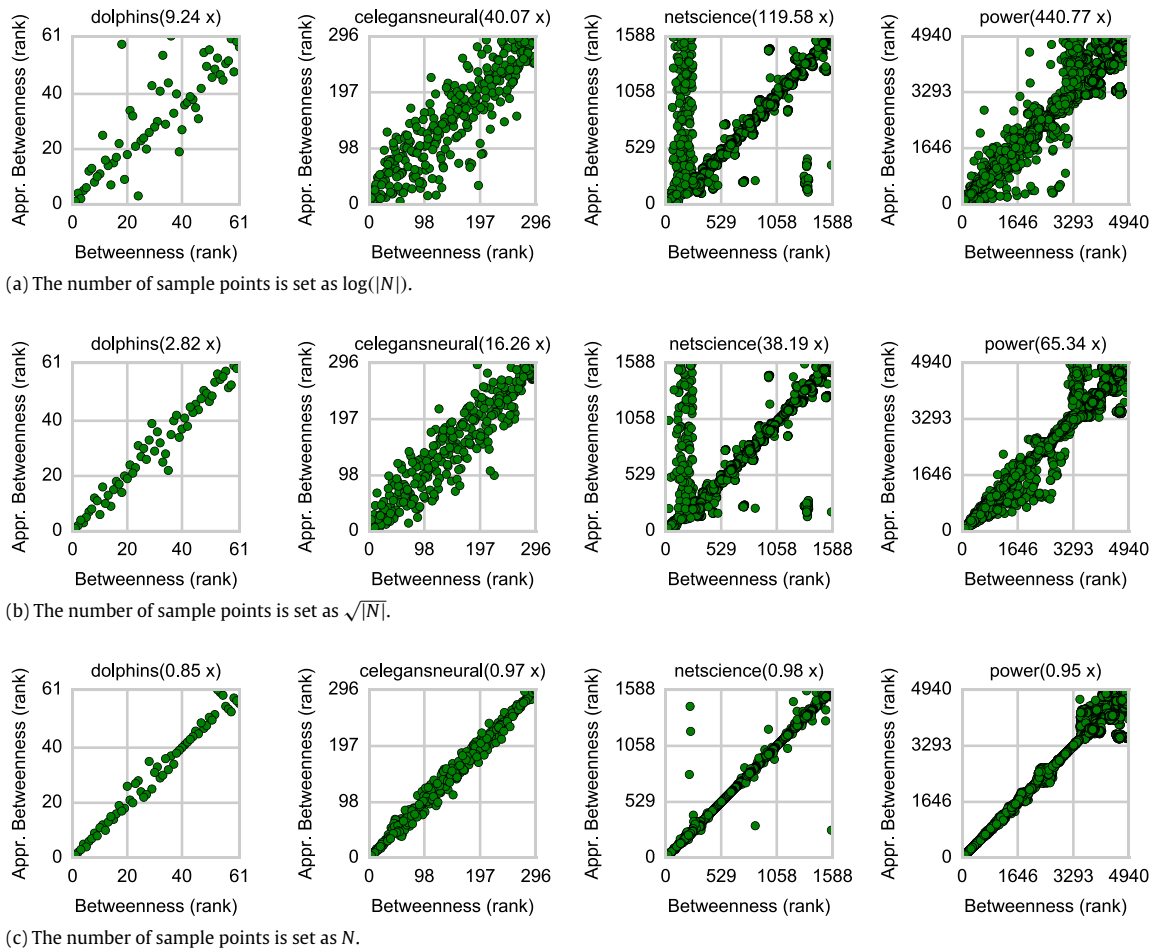 dolphins(9.24 x)
celegansneural(40.07 x)
netscience(119.58 x)
power(440.77 x)
Appr. Betweenness (rank)
61
40
20
0
0 20 40 61
Betweenness (rank)
Appr. Betweenness (rank)
296
197
98
0
0 98 197 296
Betweenness (rank)
Appr. Betweenness (rank)
1588
1058
529
0
0 529 1058 1588
Betweenness (rank)
Appr. Betweenness (rank)
4940
3293
1646
0
0 1646 3293 4940
Betweenness (rank)
(a) The number of sample points is set as log(|N|).
dolphins(2.82 x)
celegansneural(16.26 x)
netscience(38.19 x)
power(65.34 x)
Appr. Betweenness (rank)
61
40
20
0
0 20 40 61
Betweenness (rank)
Appr. Betweenness (rank)
296
197
98
0
0 98 197 296
Betweenness (rank)
Appr. Betweenness (rank)
1588
1058
529
0
0 529 1058 1588
Betweenness (rank)
Appr. Betweenness (rank)
4940
3293
1646
0
0 1646 3293 4940
Betweenness (rank)
(b) The number of sample points is set as √|N|.
dolphins(0.85 x)
celegansneural(0.97 x)
netscience(0.98 x)
power(0.95 x)
Appr. Betweenness (rank)
61
40
20
0
0 20 40 61
Betweenness (rank)
Appr. Betweenness (rank)
296
197
98
0
0 98 197 296
Betweenness (rank)
Appr. Betweenness (rank)
1588
1058
529
0
0 529 1058 1588
Betweenness (rank)
Appr. Betweenness (rank)
4940
3293
1646
0
0 1646 3293 4940
Betweenness (rank)
(c) The number of sample points is set as N.